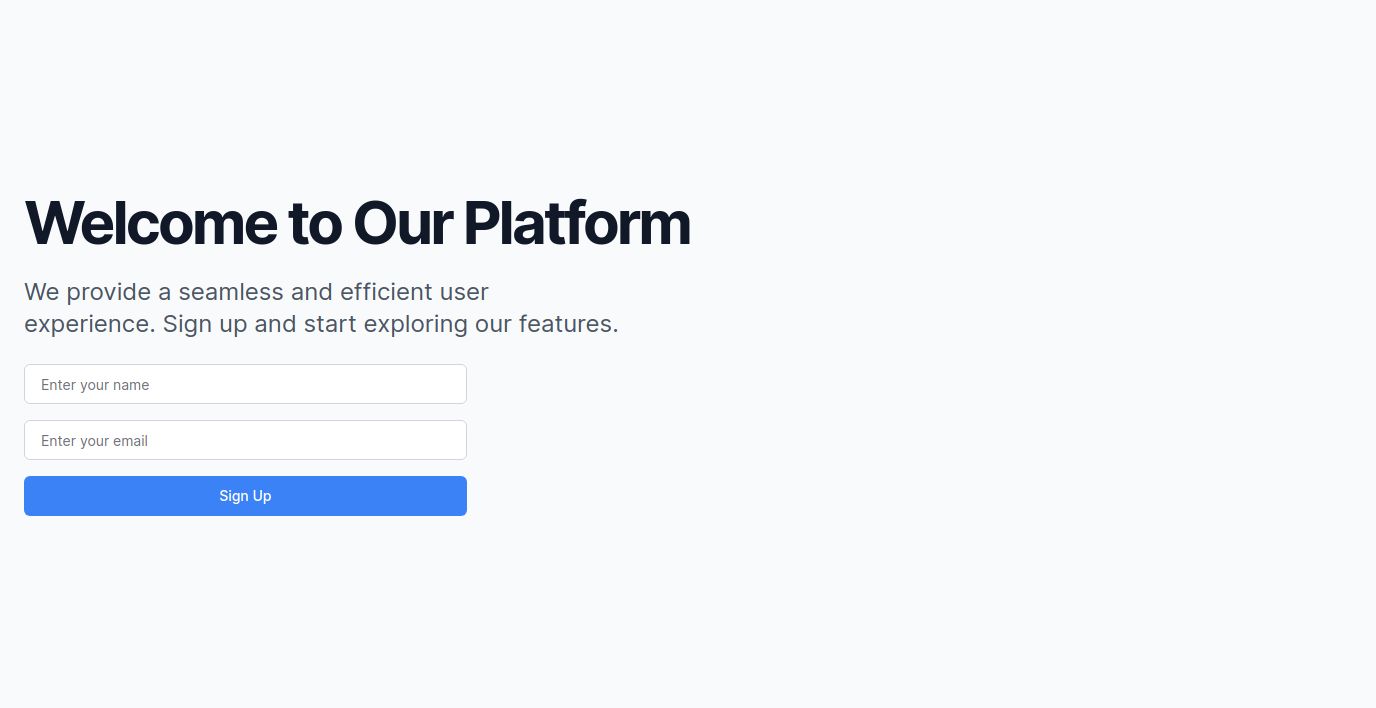 Welcome to Our Platform
We provide a seamless and efficient user
experience. Sign up and start exploring our features.
Enter your name
Enter your email
Sign Up